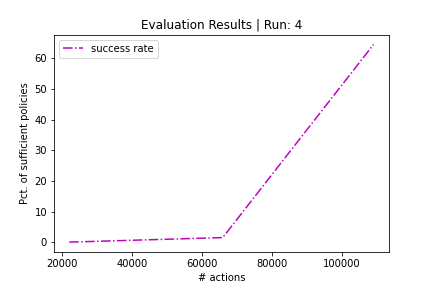 Evaluation Results | Run: 4
success rate
Pct. of sufficient policies
60
50
40
30
20
10
0
20000 40000 60000 80000 100000
# actions